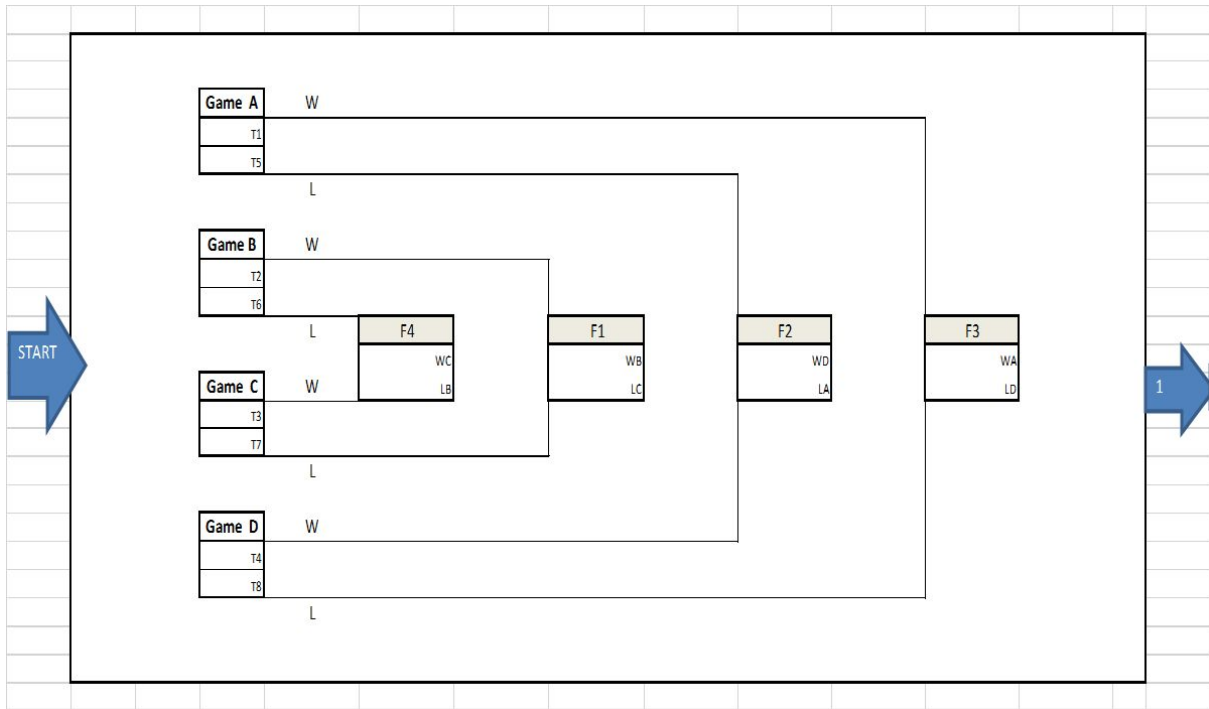 Game A W
T1
T5
L
Game B W
T2
T6
L
F4 F1 F2 F3
START
WC WB WD WA
LB LC LA LD
1
Game C W
T3
T7
L
Game D W
T4
T8
L